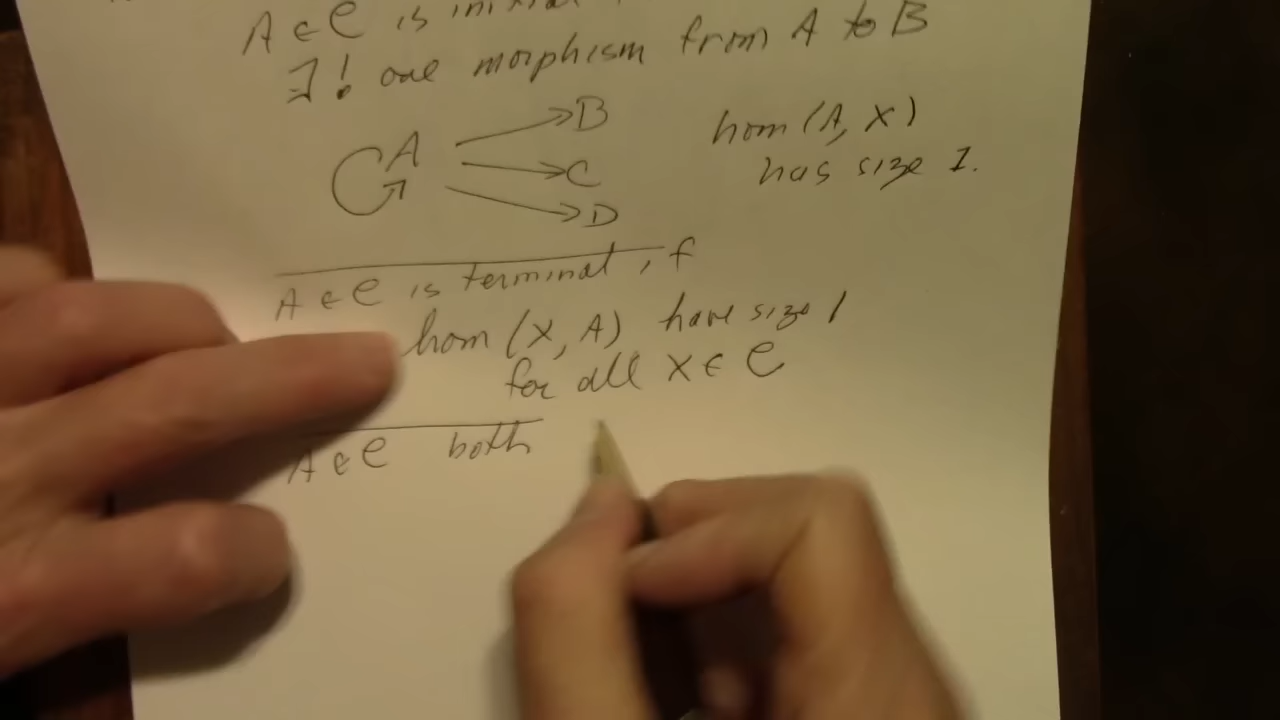 A ∈ C is initial
∃! one morphism from A to B
A
B
C
D
hom (A, X)
has size 1.
A ∈ C is terminal if
hom (X, A) have size 1
for all X ∈ C
A ∈ C both